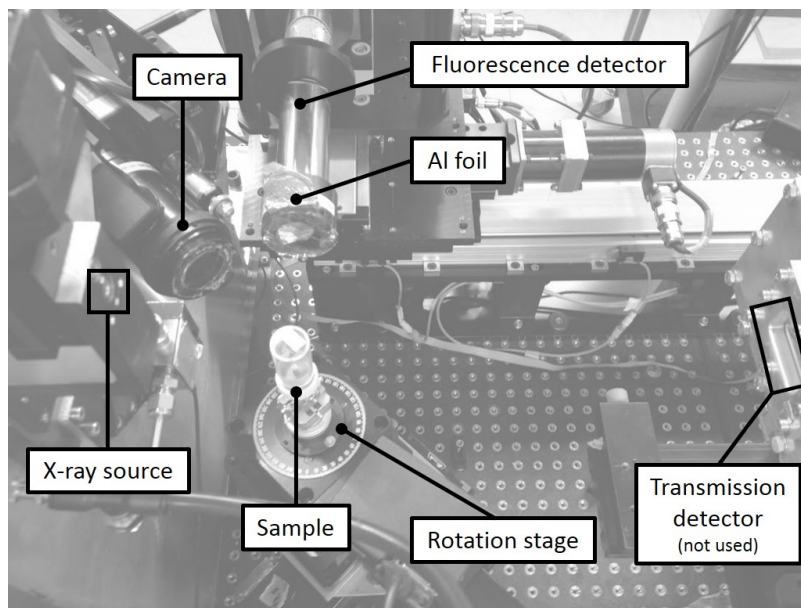 Camera
Fluorescence detector
Al foil
X-ray source
Sample
Rotation stage
Transmission
detector
(not used)